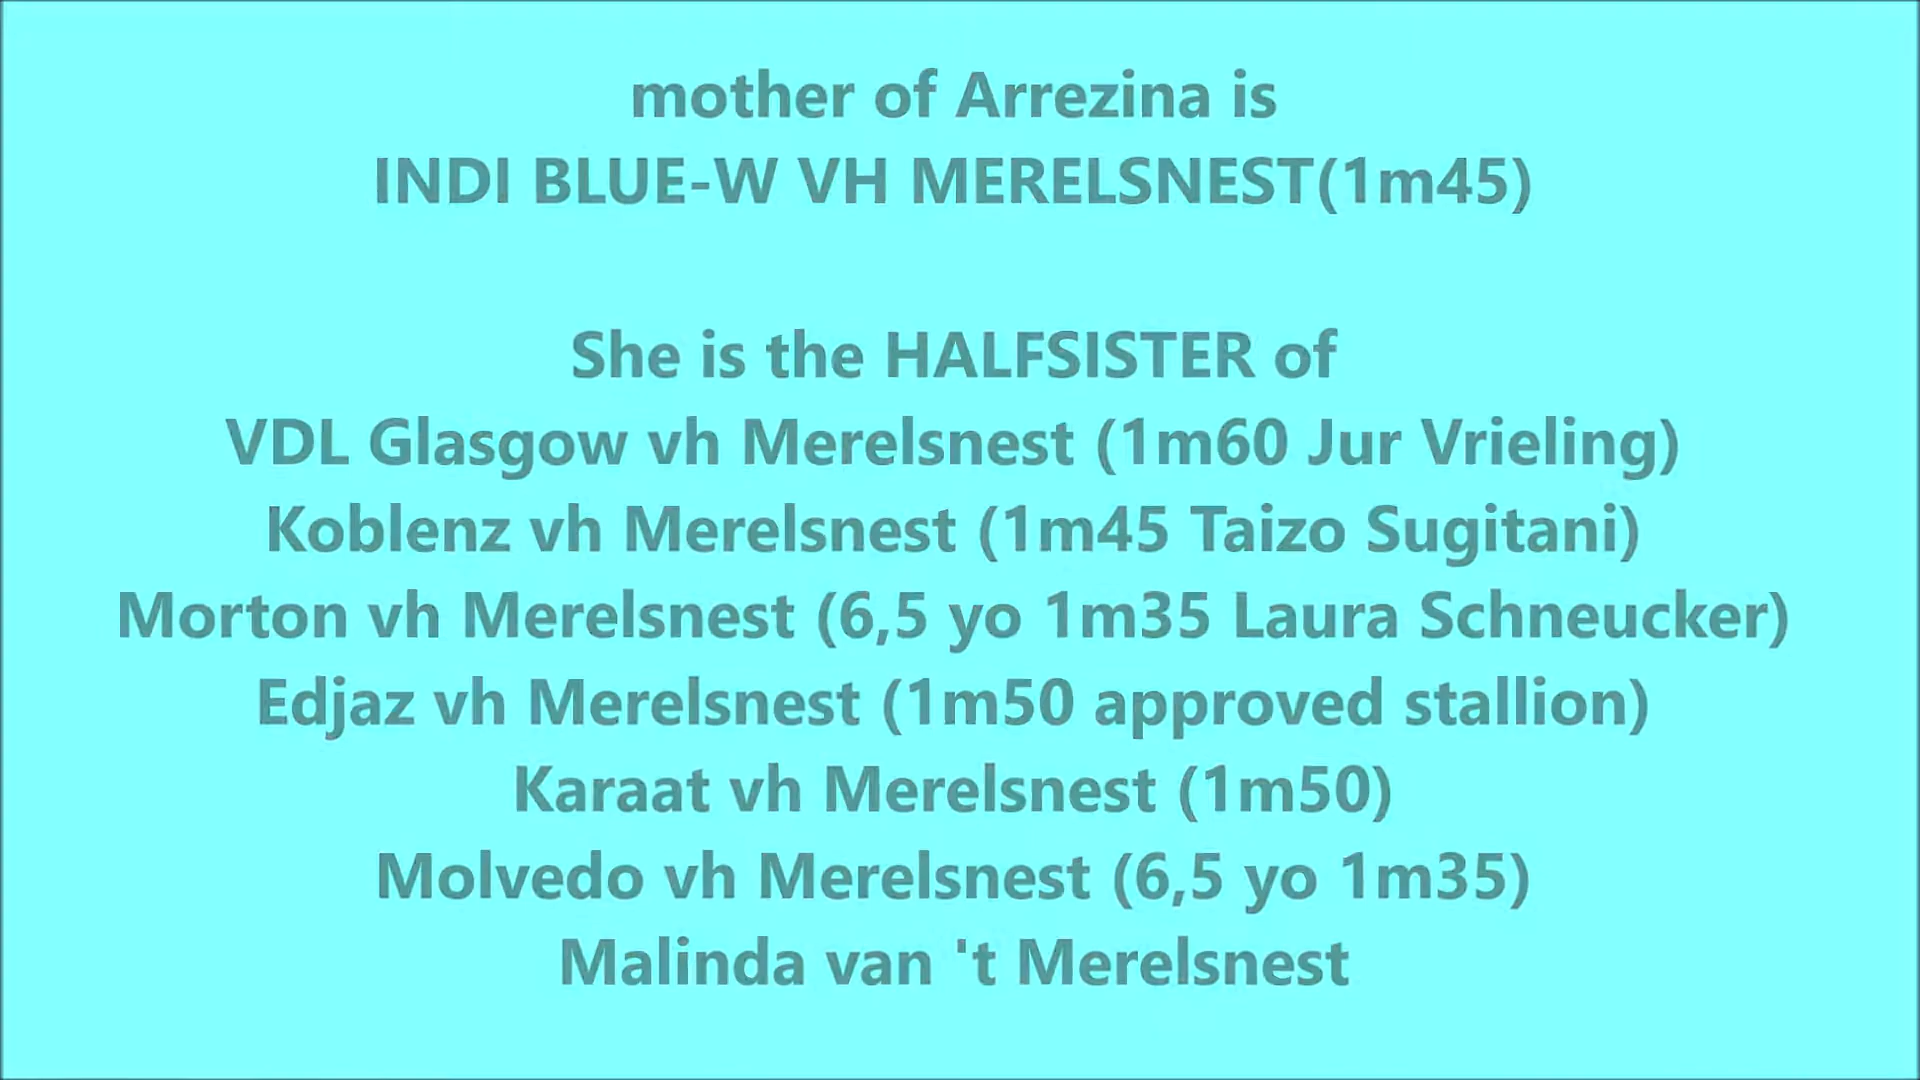 mother of Arrezina is
INDI BLUE-W VH MERELSNEST(1m45)
She is the HALFSISTER of
VDL Glasgow vh Merelsnest (1m60 Jur Vrieling)
Koblenz vh Merelsnest (1m45 Taizo Sugitani)
Morton vh Merelsnest (6,5 yo 1m35 Laura Schneucker)
Edjaz vh Merelsnest (1m50 approved stallion)
Karaat vh Merelsnest (1m50)
Molvedo vh Merelsnest (6,5 yo 1m35)
Malinda van 't Merelsnest